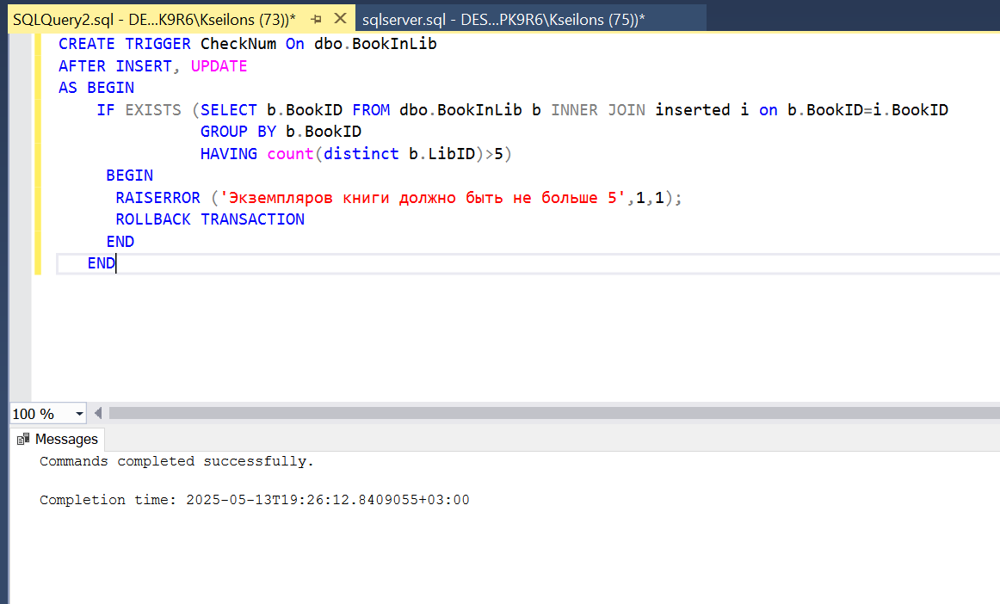 SQLQuery2.sql - DE...K9R6\Kseilons (73))* sqlserver.sql - DES...PK9R6\Kseilons (75))*
CREATE TRIGGER CheckNum On dbo.BookInLib
AFTER INSERT, UPDATE
AS BEGIN
IF EXISTS (SELECT b.BookID FROM dbo.BookInLib b INNER JOIN inserted i on b.BookID=i.BookID
GROUP BY b.BookID
HAVING count(distinct b.LibID)>5)
BEGIN
RAISERROR ('Экземпляров книги должно быть не больше 5',1,1);
ROLLBACK TRANSACTION
END
END
100 %
Messages
Commands completed successfully.
Completion time: 2025-05-13T19:26:12.8409055+03:00